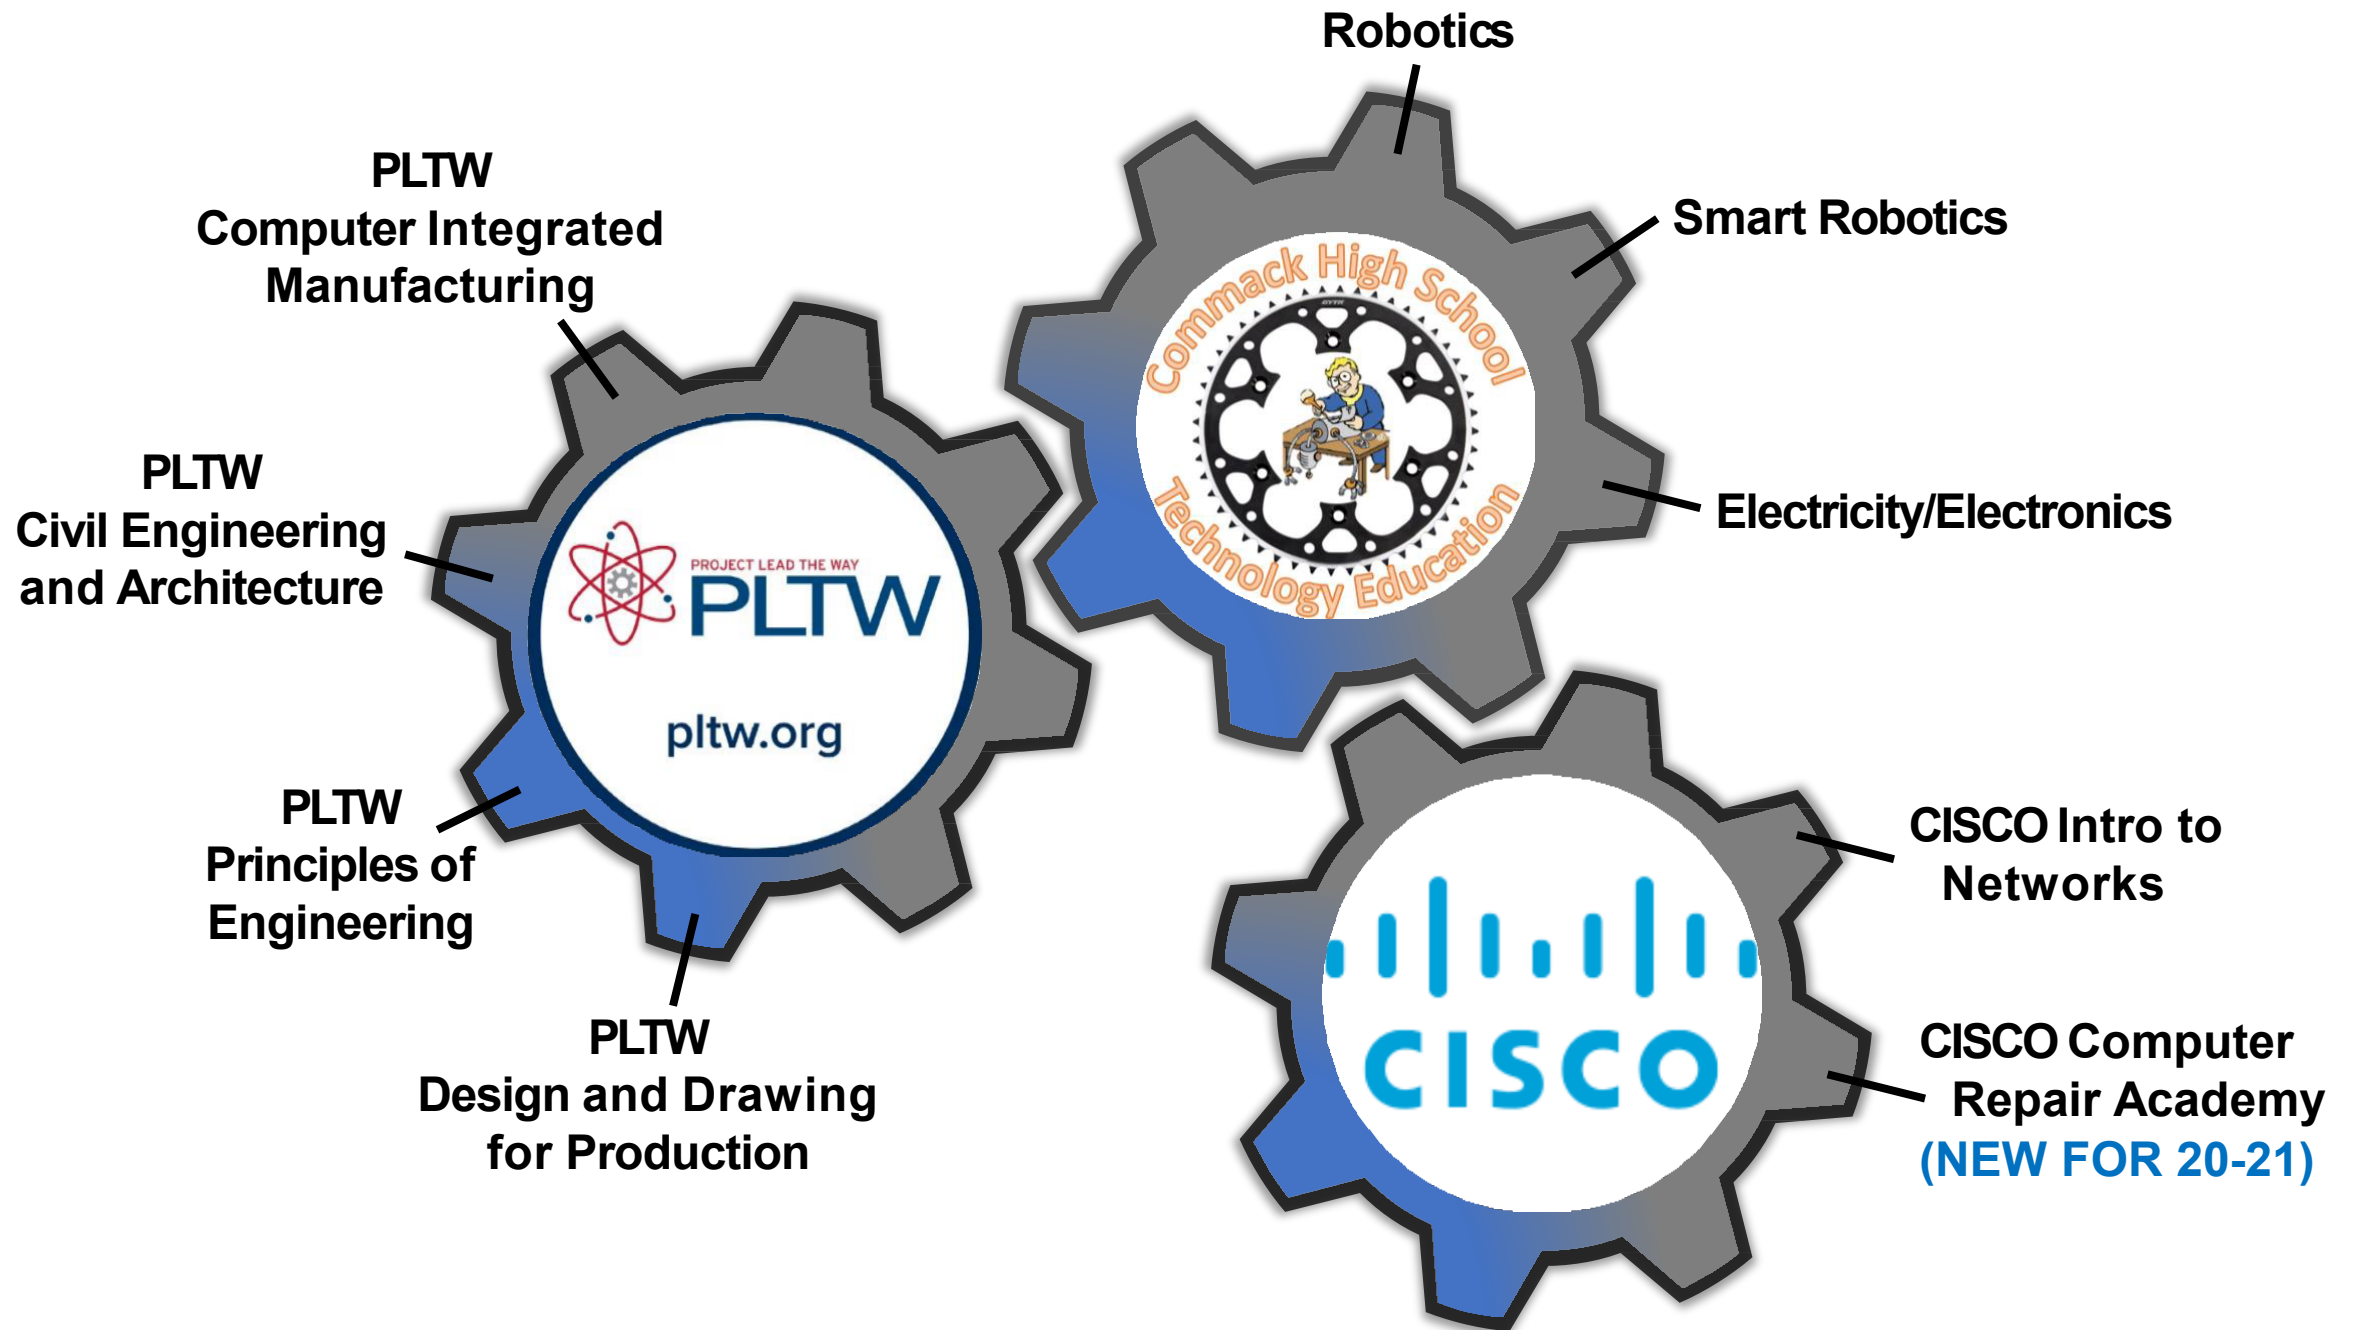 Robotics
PLTW
Computer Integrated
Manufacturing
Smart Robotics
Commack High School
Technology Education
PLTW
Civil Engineering
and Architecture
Electricity/Electronics
PROJECT LEAD THE WAY
PLTW
pltw.org
PLTW
Principles of
Engineering
CISCO Intro to
Networks
CISCO
PLTW
Design and Drawing
for Production
CISCO Computer
Repair Academy
(NEW FOR 20-21)